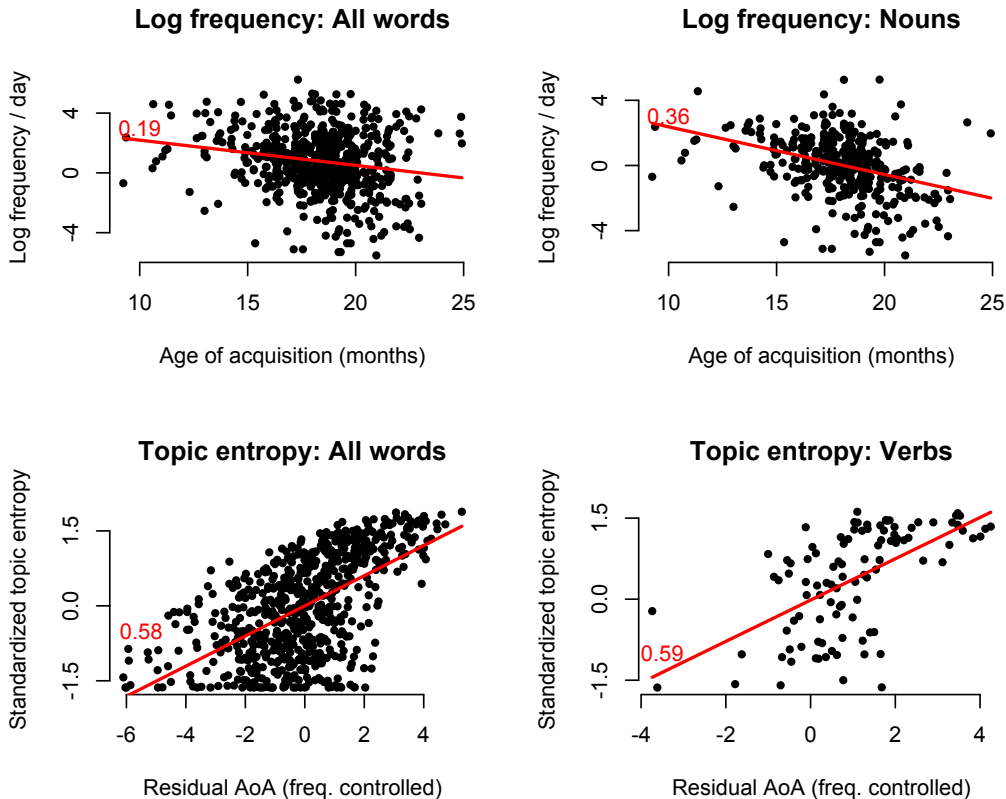 Log frequency: All words
Log frequency / day
4
0
-4
0.19
10
15
20
25
Age of acquisition (months)
Log frequency: Nouns
Log frequency / day
4
0
-4
0.36
10
15
20
25
Age of acquisition (months)
Topic entropy: All words
Standardized topic entropy
1.5
0.0
-1.5
0.58
-6
-4
-2
0
2
4
Residual AoA (freq. controlled)
Topic entropy: Verbs
Standardized topic entropy
1.5
0.0
-1.5
0.59
-4
-2
0
2
4
Residual AoA (freq. controlled)